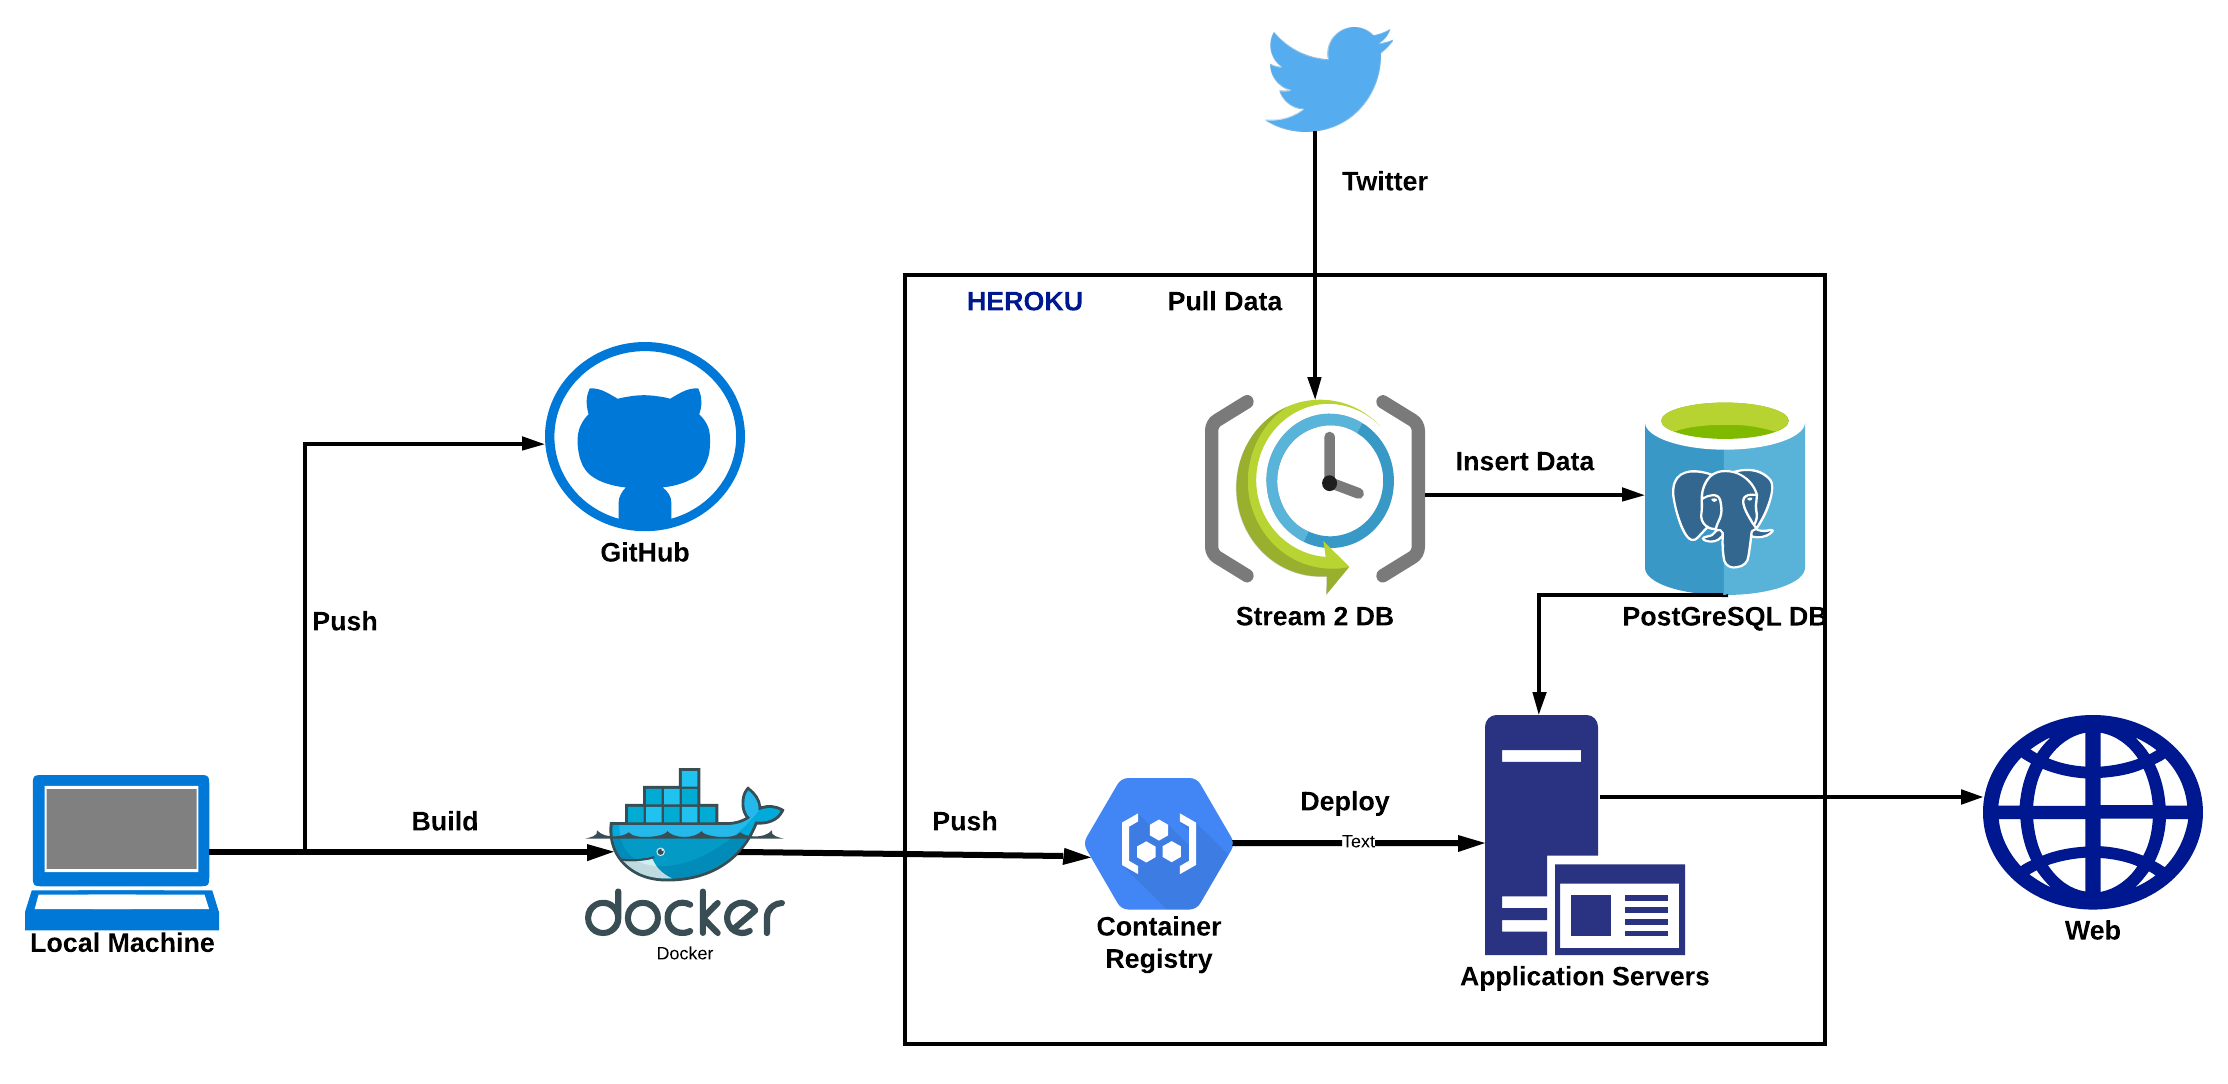 Twitter
HEROKU
Pull Data
Insert Data
GitHub
Stream 2 DB
PostGreSQL DB
Push
Build
Push
Deploy
Text
docker
Docker
Local Machine
Container
Registry
Application Servers
Web